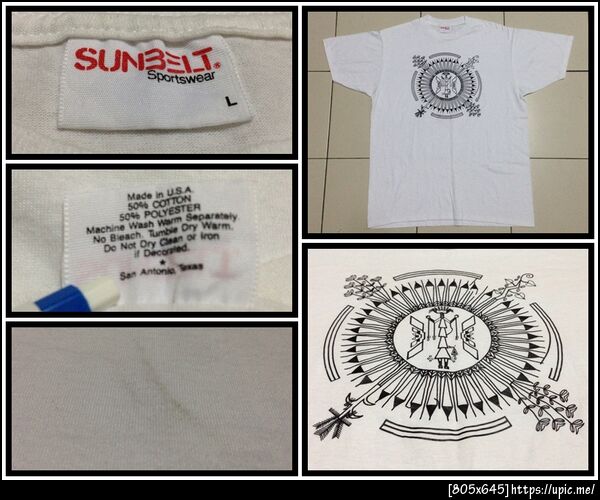 SUNBELT®
Sportswear
L
Made in U.S.A.
50% COTTON
50% POLYESTER
Machine Wash Warm Separately.
No Bleach. Tumble Dry Warm.
Do Not Dry Clean or Iron
if Decorated.
★
San Antonio, Texas
[805x645]https://upic.me/